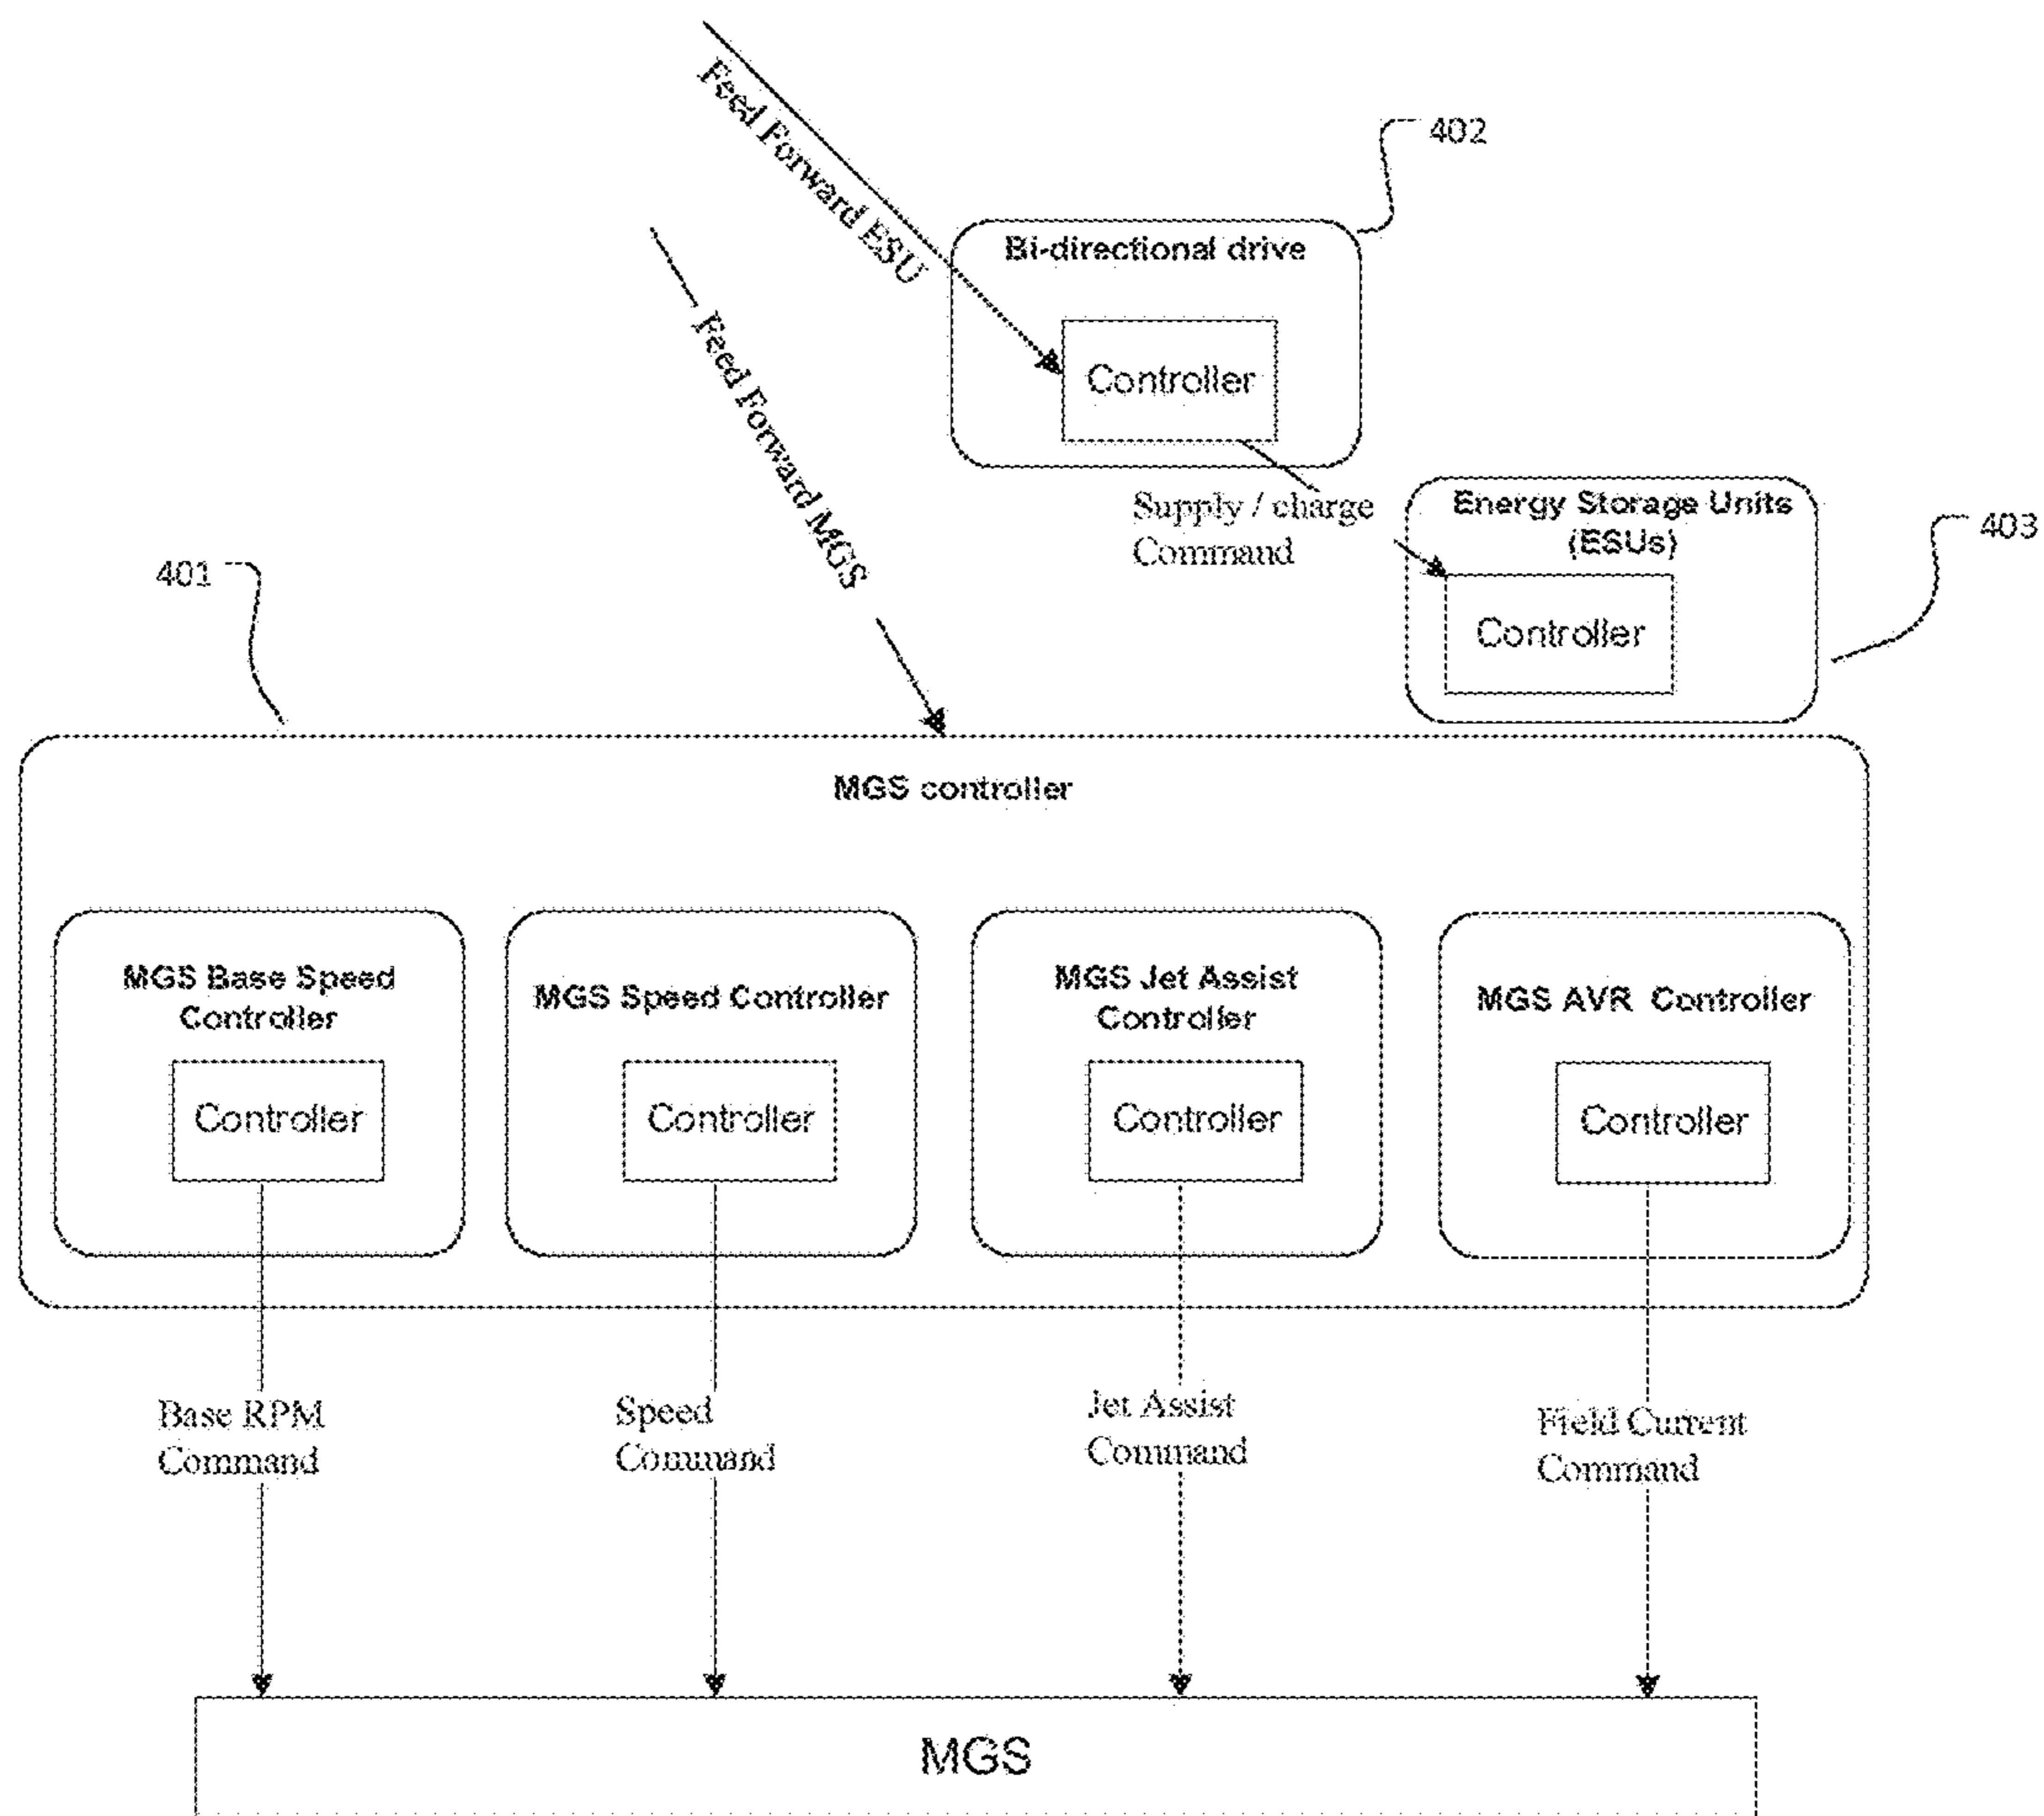 Feed Forward ESU
402
Bi-directional drive
Controller
Feed Forward MGS
Supply / charge
Command
Energy Storage Units
(ESUs)
403
Controller
401
MGS controller
MGS Base Speed
Controller
Controller
MGS Speed Controller
Controller
MGS Jet Assist
Controller
Controller
MGS AVR Controller
Controller
Base RPM
Command
Speed
Command
Jet Assist
Command
Field Current
Command
MGS